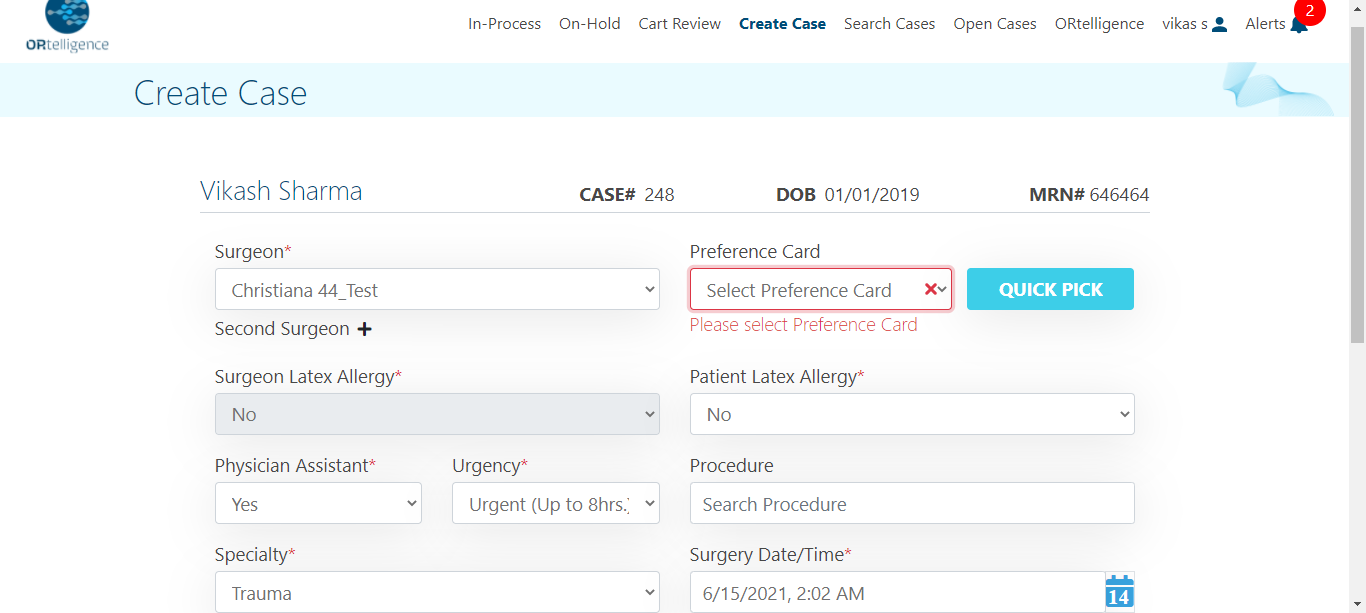 ORtelligence
In-Process On-Hold Cart Review Create Case Search Cases Open Cases ORtelligence vikas s Alerts 2
Create Case
Vikash Sharma CASE# 248 DOB 01/01/2019 MRN# 646464
Surgeon* Preference Card
Christiana 44_Test Select Preference Card QUICK PICK
Second Surgeon + Please select Preference Card
Surgeon Latex Allergy* Patient Latex Allergy*
No No
Physician Assistant* Urgency* Procedure
Yes Urgent (Up to 8hrs.) Search Procedure
Specialty* Surgery Date/Time*
Trauma 6/15/2021, 2:02 AM 14